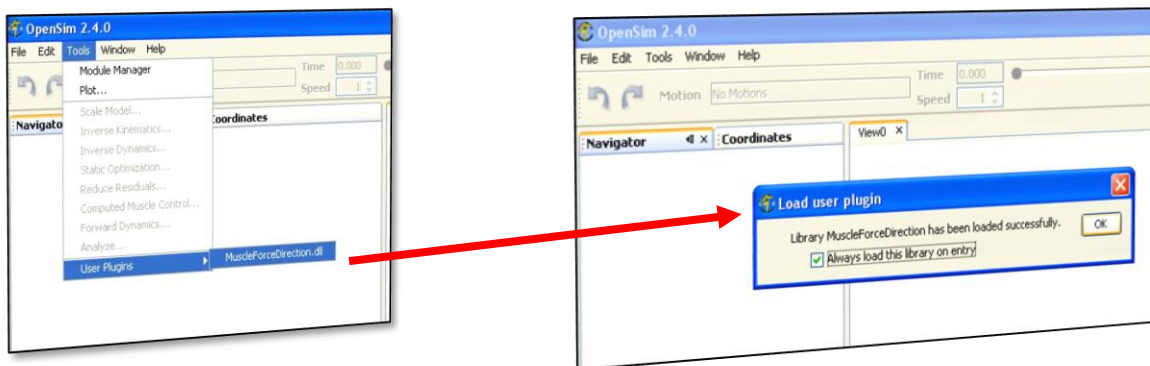 OpenSim 2.4.0
File Edit Tools Window Help
Module Manager
Plot...
Time 0.000
Speed 1
Scale Model...
Navigato
Coordinates
Inverse Kinematics...
Inverse Dynamics...
Static Optimization...
Reduce Residuals...
Computed Muscle Control...
Forward Dynamics...
Analyze...
User Plugins
MuscleForceDirection.dll
OpenSim 2.4.0
File Edit Tools Window Help
Motion No Motions
Time 0.000
Speed 1
Navigator
Coordinates
View0
Load user plugin
Library MuscleForceDirection has been loaded successfully.
OK
Always load this library on entry